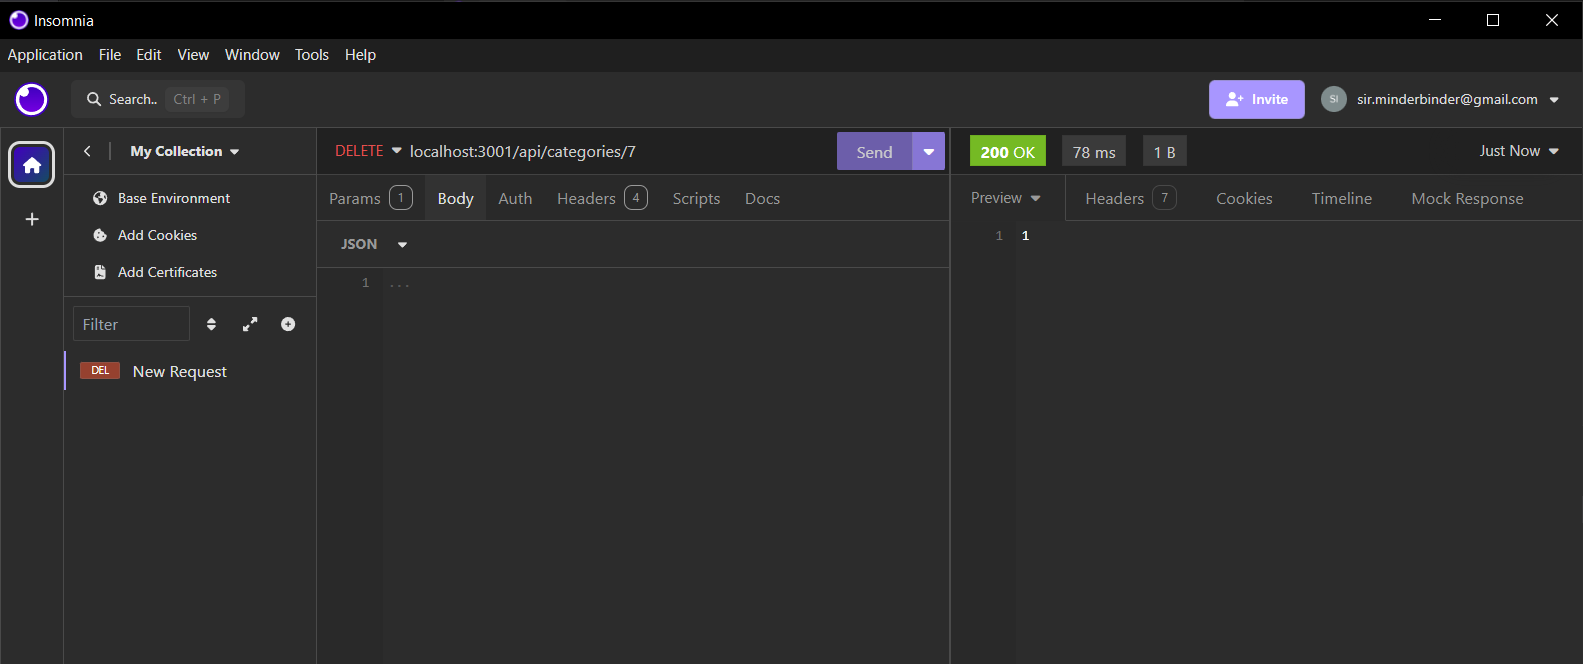 Insomnia
Application File Edit View Window Tools Help
Search.. Ctrl + P
Invite
SI
sir.minderbinder@gmail.com
My Collection
DELETE localhost:3001/api/categories/7
Send
200 OK
78 ms
1 B
Just Now
Base Environment
Add Cookies
Add Certificates
Filter
DEL New Request
Params 1 Body Auth Headers 4 Scripts Docs
JSON
1 ...
Preview Headers 7 Cookies Timeline Mock Response
1 1